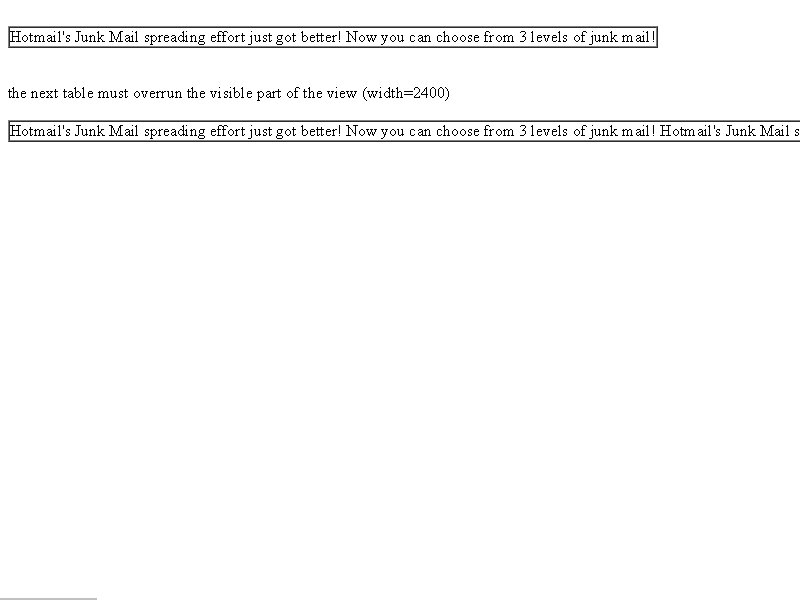 Hotmail's Junk Mail spreading effort just got better! Now you can choose from 3 levels of junk mail!
the next table must overrun the visible part of the view (width=2400)
Hotmail's Junk Mail spreading effort just got better! Now you can choose from 3 levels of junk mail! Hotmail's Junk Mail s